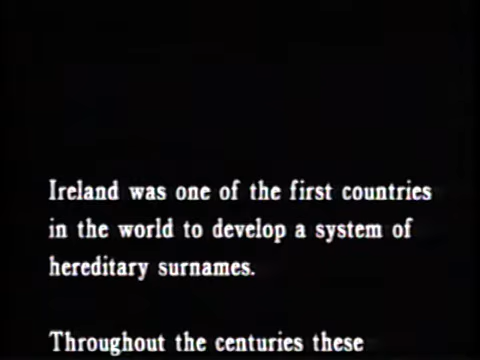 Ireland was one of the first countries
in the world to develop a system of
hereditary surnames.
Throughout the centuries these